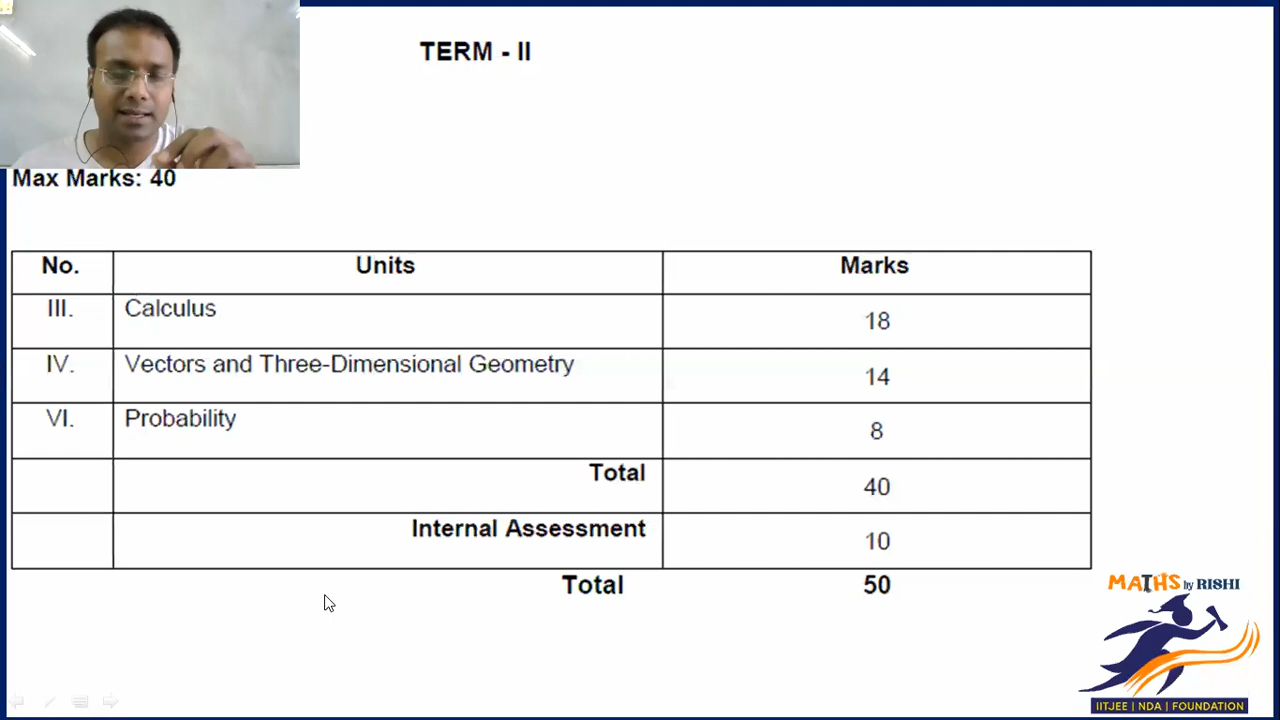 TERM - II
Max Marks: 40
No. Units Marks
III. Calculus 18
IV. Vectors and Three-Dimensional Geometry 14
VI. Probability 8
Total 40
Internal Assessment 10
Total 50
MATHS by RISHI
IITJEE | NDA | FOUNDATION